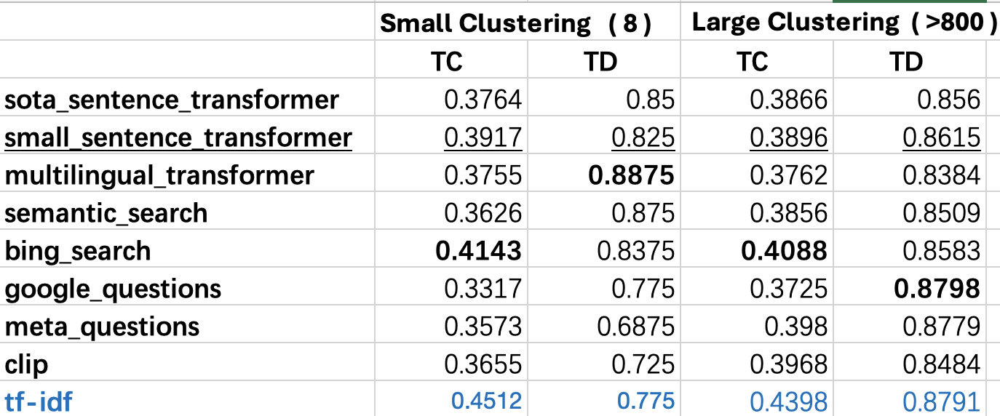 Small Clustering （8） Large Clustering （>800）
TC TD TC TD
sota_sentence_transformer 0.3764 0.85 0.3866 0.856
small_sentence_transformer 0.3917 0.825 0.3896 0.8615
multilingual_transformer 0.3755 0.8875 0.3762 0.8384
semantic_search 0.3626 0.875 0.3856 0.8509
bing_search 0.4143 0.8375 0.4088 0.8583
google_questions 0.3317 0.775 0.3725 0.8798
meta_questions 0.3573 0.6875 0.398 0.8779
clip 0.3655 0.725 0.3968 0.8484
tf-idf 0.4512 0.775 0.4398 0.8791